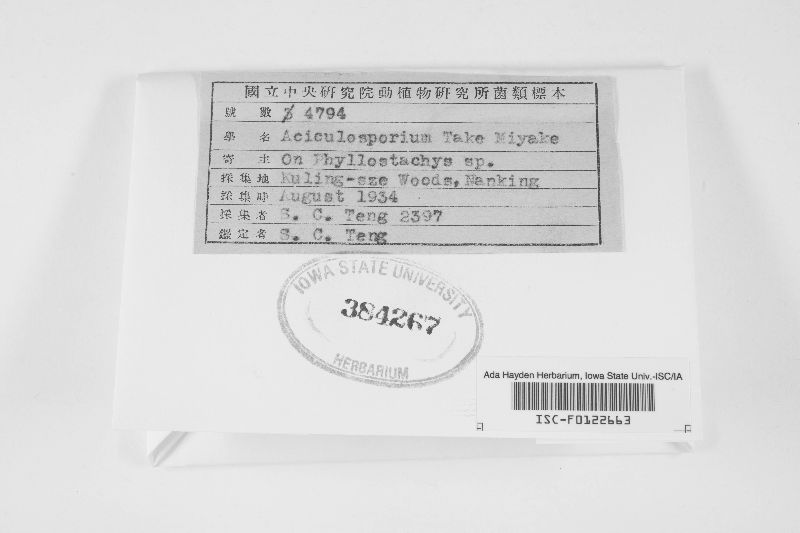 國立中央研究院動植物研究所菌類標本
號數 4794
學名 Aciculosporium Take Miyake
寄主 On Phyllostachys sp.
採集地 Kuling-sze Woods, Nanking
採集時 August 1934
採集者 S. C. Teng 2397
鑑定者 S. C. Teng
IOWA STATE UNIVERSITY
384267
HERBARIUM
Ada Hayden Herbarium, Iowa State Univ.-ISC/IA
ISC-F0122663